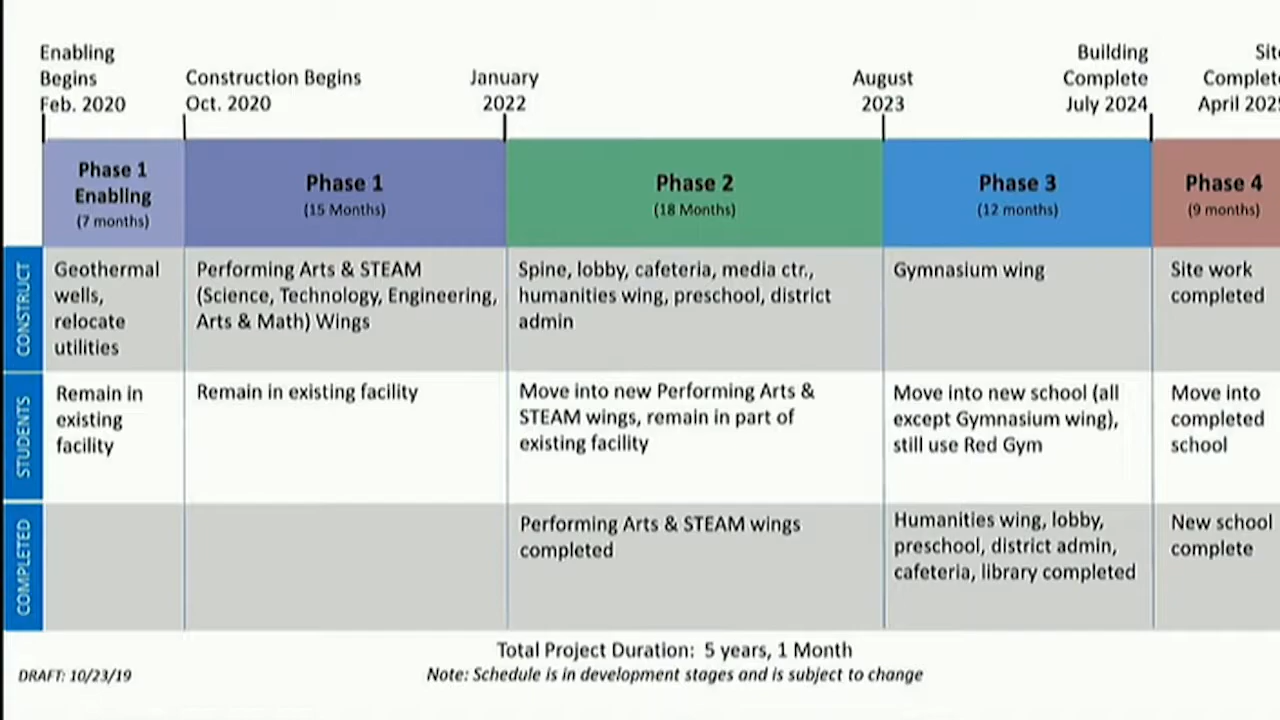 Enabling
Begins
Feb. 2020
Construction Begins
Oct. 2020
January
2022
August
2023
Building
Complete
July 2024
Phase 1
Enabling
(7 months)
Phase 1
(15 Months)
Phase 2
(18 Months)
Phase 3
(12 months)
Phase 4
(9 months)
CONSTRUCT
Geothermal
wells,
relocate
utilities
Performing Arts & STEAM
(Science, Technology, Engineering,
Arts & Math) Wings
Spine, lobby, cafeteria, media ctr.,
humanities wing, preschool, district
admin
Gymnasium wing
Site work
completed
STUDENTS
Remain in
existing
facility
Remain in existing facility
Move into new Performing Arts &
STEAM wings, remain in part of
existing facility
Move into new school (all
except Gymnasium wing),
still use Red Gym
Move into
completed
school
COMPLETED
Performing Arts & STEAM wings
completed
Humanities wing, lobby,
preschool, district admin,
cafeteria, library completed
New school
complete
Total Project Duration: 5 years, 1 Month
DRAFT: 10/23/19
Note: Schedule is in development stages and is subject to change
April